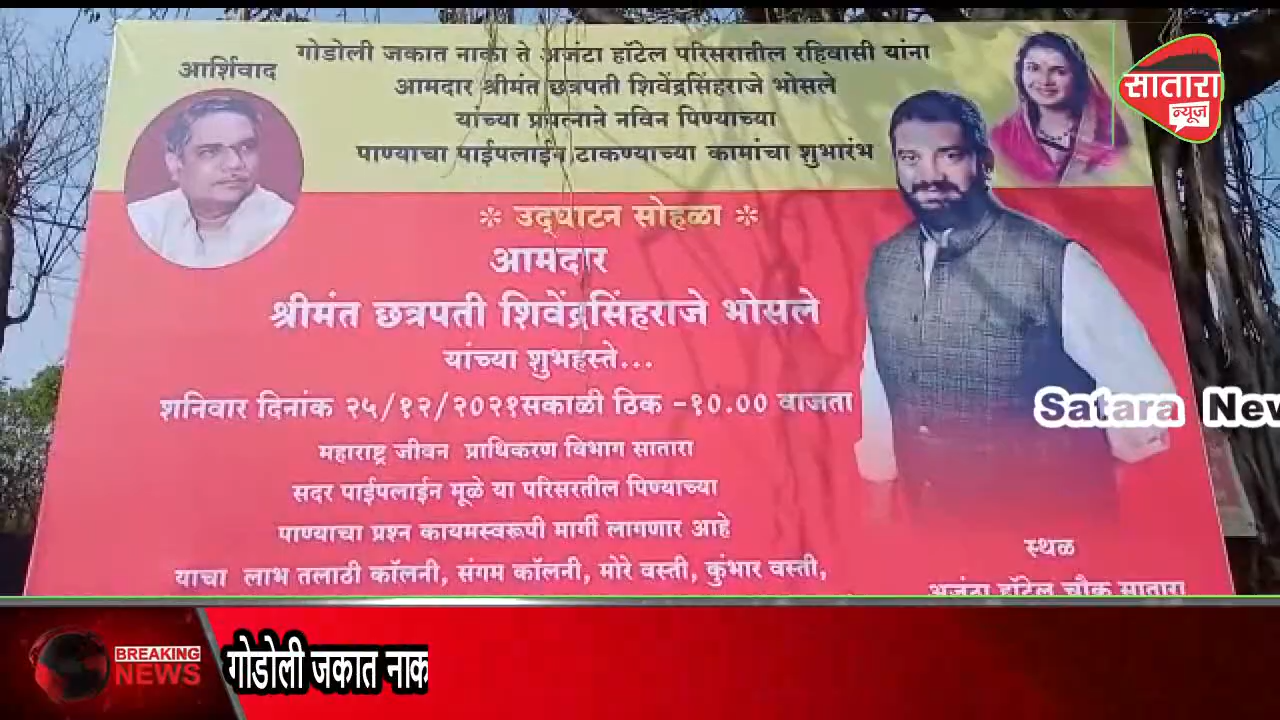 आर्शिवाद
गोडोली जकात नाका ते अजंटा हॉटेल परिसरातील रहिवासी यांना
आमदार श्रीमंत छत्रपती शिवेंद्रसिंहराजे भोसले
यांच्या प्रयत्नाने नविन पिण्याच्या
पाण्याचा पाईपलाईन टाकण्याच्या कामांचा शुभारंभ
सातारा
न्यूज
❊ उद्घाटन सोहळा ❊
आमदार
श्रीमंत छत्रपती शिवेंद्रसिंहराजे भोसले
यांच्या शुभहस्ते...
शनिवार दिनांक २५/१२/२०२१सकाळी ठिक -१०.०० वाजता
Satara New
महाराष्ट्र जीवन प्राधिकरण विभाग सातारा
सदर पाईपलाईन मूळे या परिसरतील पिण्याच्या
पाण्याचा प्रश्न कायमस्वरूपी मार्गी लागणार आहे
याचा लाभ तलाठी कॉलनी, संगम कॉलनी, मोरे वस्ती, कुंभार वस्ती,
स्थळ
अजंठा हॉटेल चौक सातारा
BREAKING
NEWS
गोडोली जकात नाक